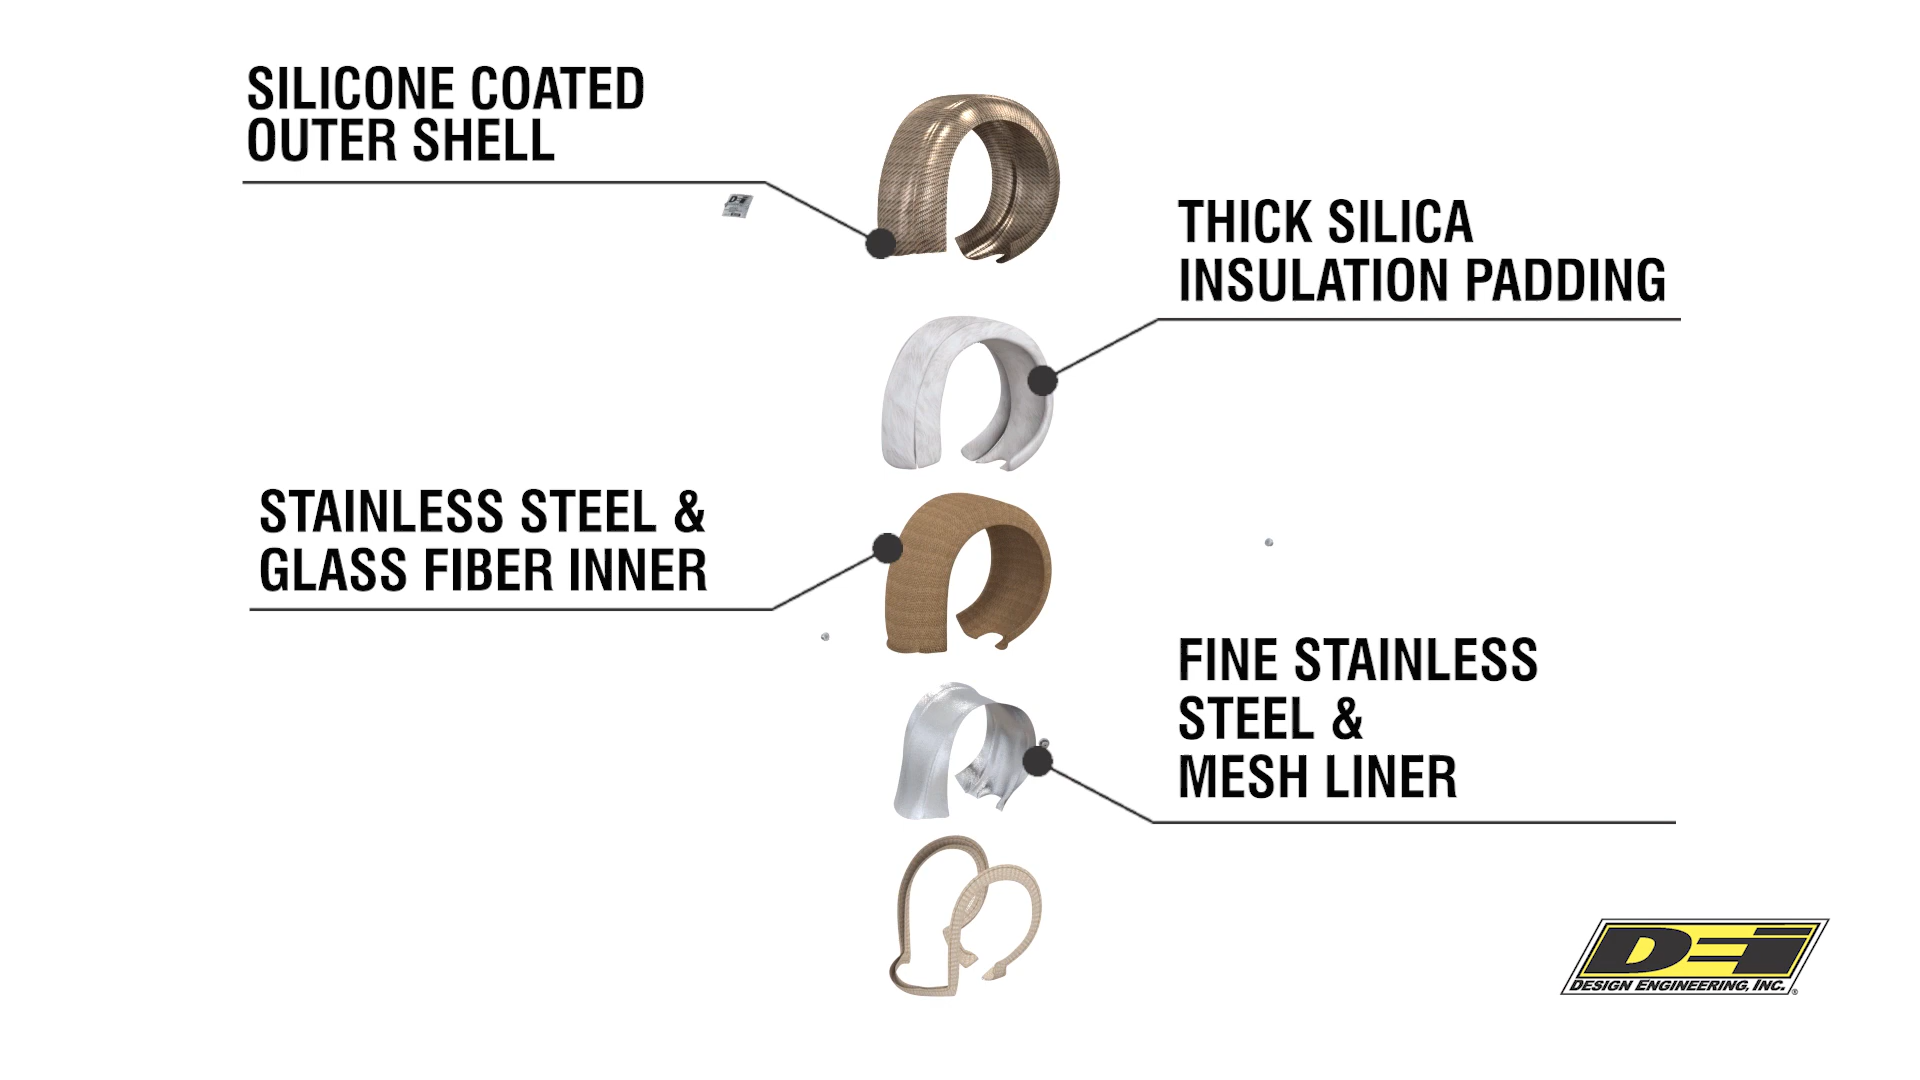 SILICONE COATED
OUTER SHELL
THICK SILICA
INSULATION PADDING
STAINLESS STEEL &
GLASS FIBER INNER
FINE STAINLESS
STEEL &
MESH LINER
DEi
DESIGN ENGINEERING, INC.®